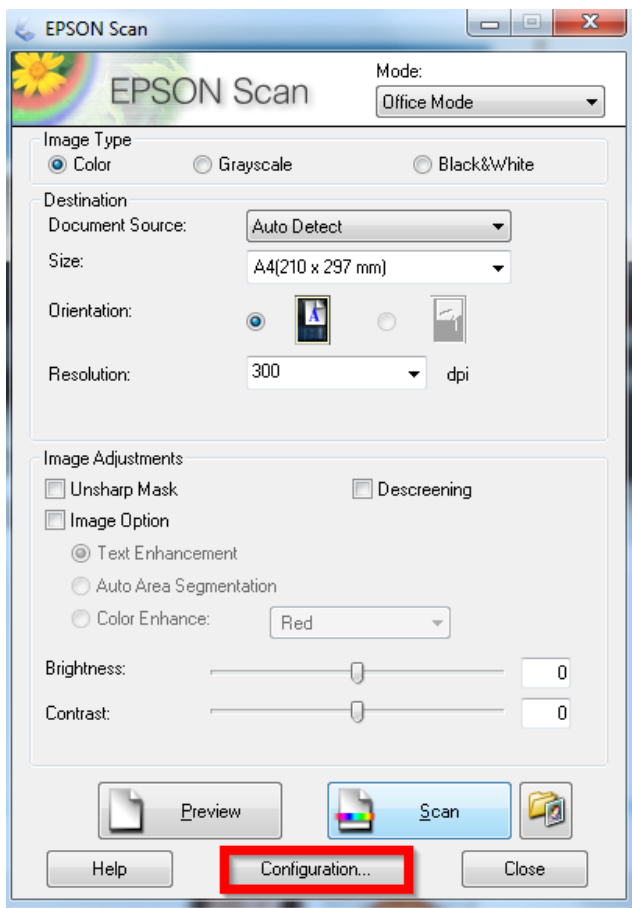 EPSON Scan
Mode:
EPSON Scan
Office Mode
Image Type
Color Grayscale Black&White
Destination
Document Source: Auto Detect
Size: A4(210 x 297 mm)
Orientation: A
Resolution: 300 dpi
Image Adjustments
Unsharp Mask Descreening
Image Option
Text Enhancement
Auto Area Segmentation
Color Enhance: Red
Brightness: 0
Contrast: 0
Preview Scan
Help Configuration... Close